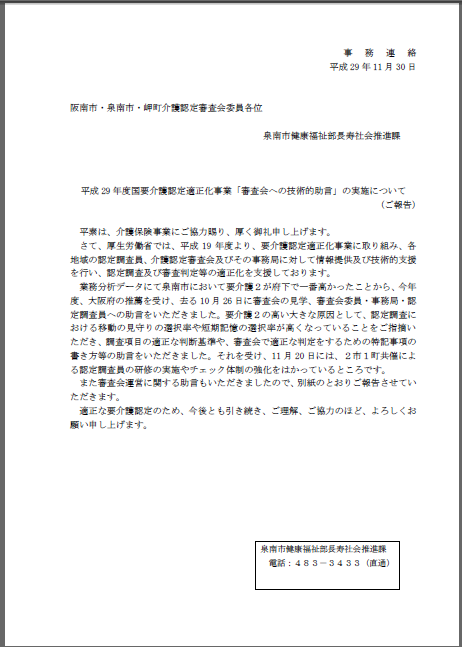 事 務 連 絡
平成29年11月30日
阪南市・泉南市・岬町介護認定審査会委員各位
泉南市健康福祉部長寿社会推進課
平成29年度国要介護認定適正化事業「審査会への技術的助言」の実施について
（ご報告）
平素は、介護保険事業にご協力賜り、厚く御礼申し上げます。
さて、厚生労働省では、平成19年度より、要介護認定適正化事業に取り組み、各
地域の認定調査員、介護認定審査会及びその事務局に対して情報提供及び技術的支援
を行い、認定調査及び審査判定等の適正化を支援しております。
業務分析データにて泉南市において要介護２が府下で一番高かったことから、今年
度、大阪府の推薦を受け、去る10月26日に審査会の見学、審査会委員・事務局・認
定調査員への助言をいただきました。要介護２の高い大きな原因として、認定調査に
おける移動の見守りの選択率や短期記憶の選択率が高くなっていることをご指摘い
ただき、調査項目の適正な判断基準や、審査会で適正な判定をするための特記事項の
書き方等の助言をいただきました。それを受け、11月20日には、２市１町共催によ
る認定調査員の研修の実施やチェック体制の強化をはかっているところです。
また審査会運営に関する助言もいただきましたので、別紙のとおりご報告させてい
ただきます。
適正な要介護認定のため、今後とも引き続き、ご理解、ご協力のほど、よろしくお
願い申し上げます。
泉南市健康福祉部長寿社会推進課
電話：４８３－３４３３（直通）